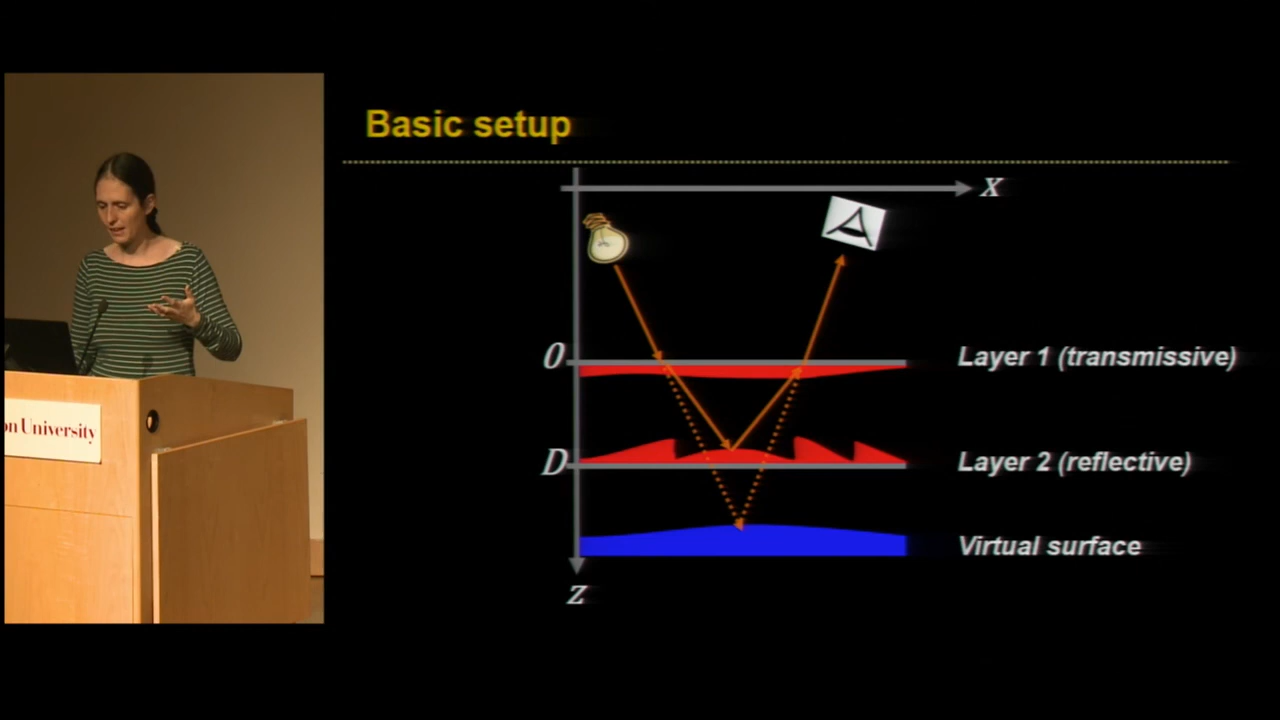 Basic setup
x
0
Layer 1 (transmissive)
D
Layer 2 (reflective)
Virtual surface
z
University